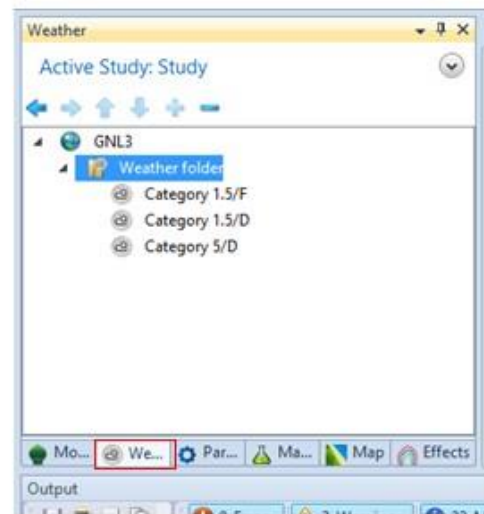 Weather
Active Study: Study
GNL3
Weather folder
Category 1.5/F
Category 1.5/D
Category 5/D
Mo... We... Par... Ma... Map Effects
Output